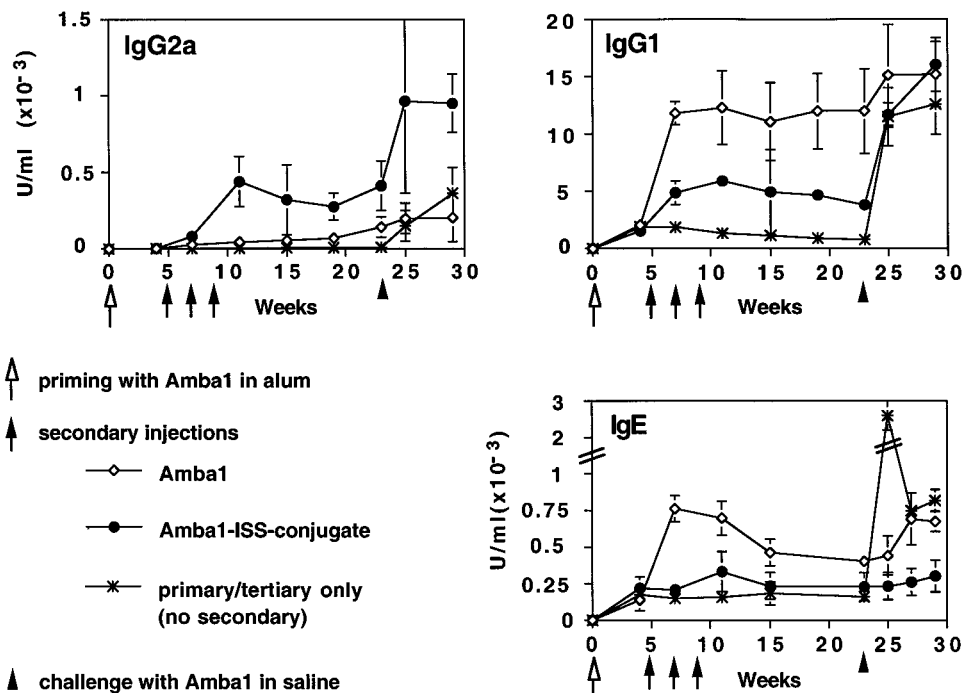 IgG2a
U/ml (x10-3)
1.5
1
0.5
0
0 5 10 15 20 25 30
Weeks
IgG1
20
15
10
5
0
0 5 10 15 20 25 30
Weeks
priming with Amba1 in alum
secondary injections
Amba1
Amba1-ISS-conjugate
primary/tertiary only
(no secondary)
challenge with Amba1 in saline
IgE
U/ml(x10-3)
3
2
1
0.75
0.5
0.25
0
0 5 10 15 20 25 30
Weeks